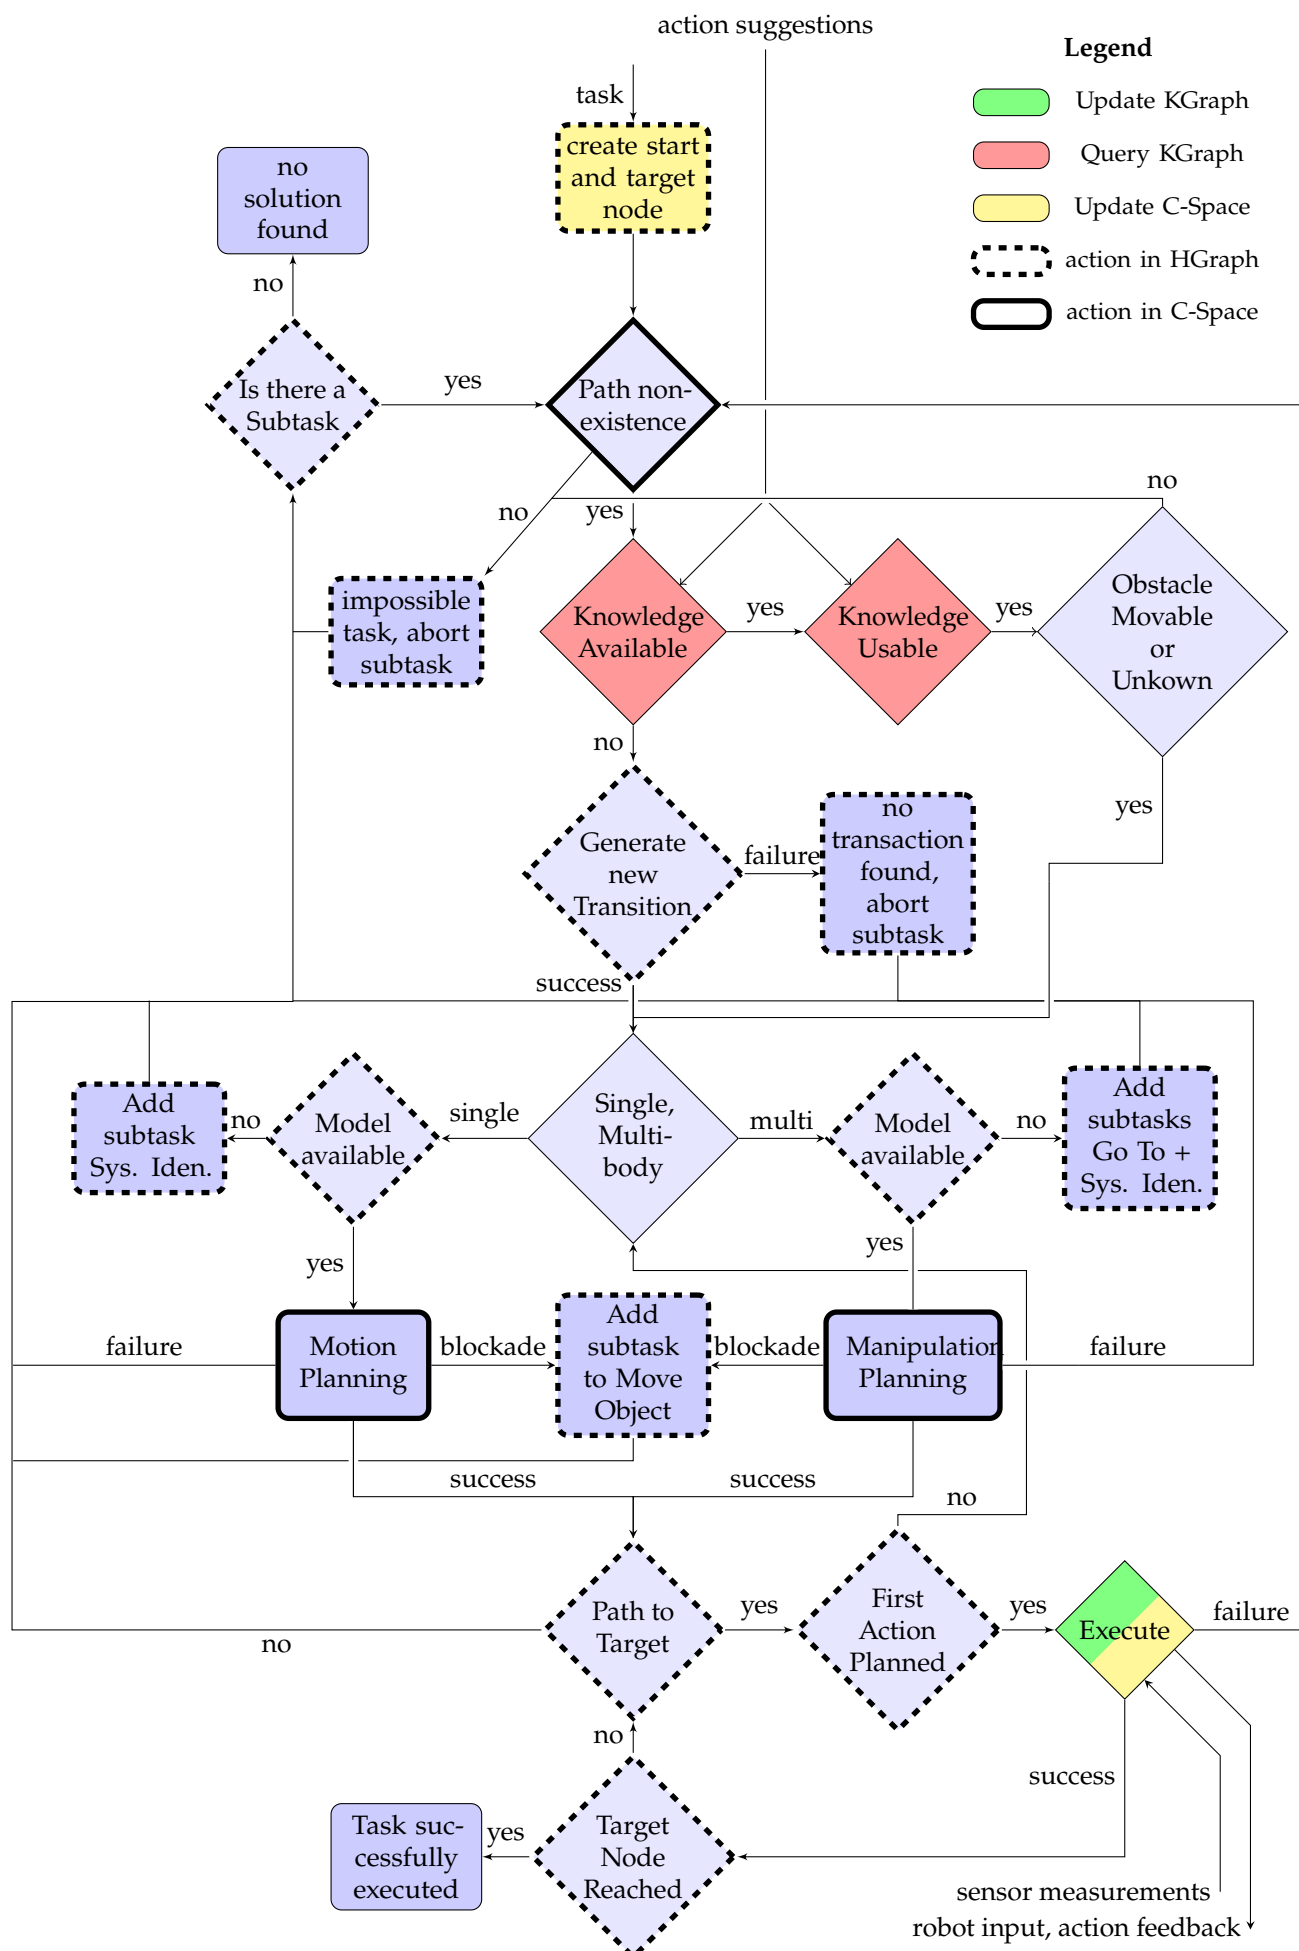 action suggestions
Legend
Update KGraph
Query KGraph
Update C-Space
action in HGraph
action in C-Space
task
create start
and target
node
no
solution
found
no
Is there a
Subtask
yes
Path non-
existence
no
yes
no
impossible
task, abort
subtask
Knowledge
Available
yes
Knowledge
Usable
yes
Obstacle
Movable
or
Unkown
no
yes
Generate
new
Transition
failure
no
transaction
found,
abort
subtask
success
Add
subtask
Sys. Iden.
no
Model
available
single
Single,
Multi-
body
multi
Model
available
no
Add
subtasks
Go To +
Sys. Iden.
yes
yes
failure
Motion
Planning
blockade
Add
subtask
to Move
Object
blockade
Manipulation
Planning
failure
success
success
no
no
Path to
Target
yes
First
Action
Planned
yes
Execute
failure
no
success
Task suc-
cessfully
executed
yes
Target
Node
Reached
sensor measurements
robot input, action feedback